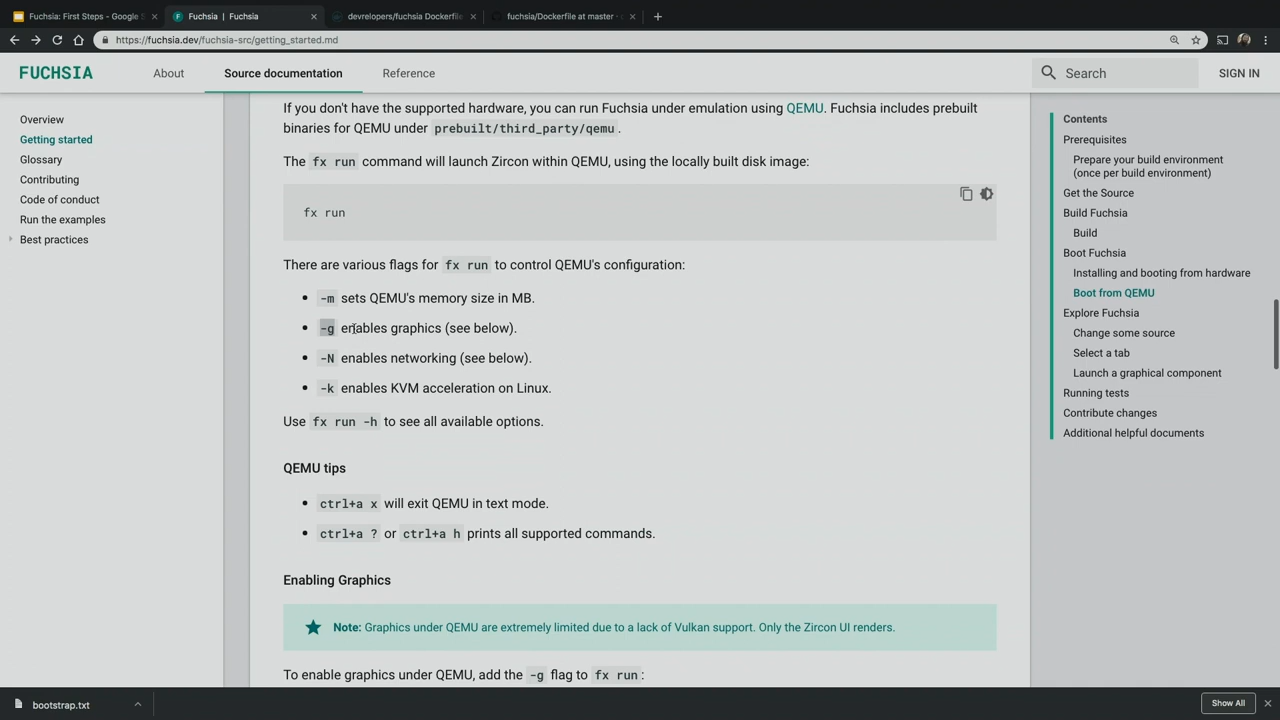 Fuchsia: First Steps - Google S
Fuchsia | Fuchsia
devrelopers/fuchsia Dockerfile
fuchsia/Dockerfile at master ·
https://fuchsia.dev/fuchsia-src/getting_started.md
FUCHSIA
About
Source documentation
Reference
Search
SIGN IN
Overview
Getting started
Glossary
Contributing
Code of conduct
Run the examples
Best practices
If you don't have the supported hardware, you can run Fuchsia under emulation using QEMU. Fuchsia includes prebuilt
binaries for QEMU under prebuilt/third_party/qemu .
The fx run command will launch Zircon within QEMU, using the locally built disk image:
fx run
There are various flags for fx run to control QEMU's configuration:
-m sets QEMU's memory size in MB.
-g enables graphics (see below).
-N enables networking (see below).
-k enables KVM acceleration on Linux.
Use fx run -h to see all available options.
QEMU tips
ctrl+a x will exit QEMU in text mode.
ctrl+a ? or ctrl+a h prints all supported commands.
Enabling Graphics
Note: Graphics under QEMU are extremely limited due to a lack of Vulkan support. Only the Zircon UI renders.
To enable graphics under QEMU, add the -g flag to fx run :
Contents
Prerequisites
Prepare your build environment
(once per build environment)
Get the Source
Build Fuchsia
Build
Boot Fuchsia
Installing and booting from hardware
Boot from QEMU
Explore Fuchsia
Change some source
Select a tab
Launch a graphical component
Running tests
Contribute changes
Additional helpful documents
bootstrap.txt
Show All